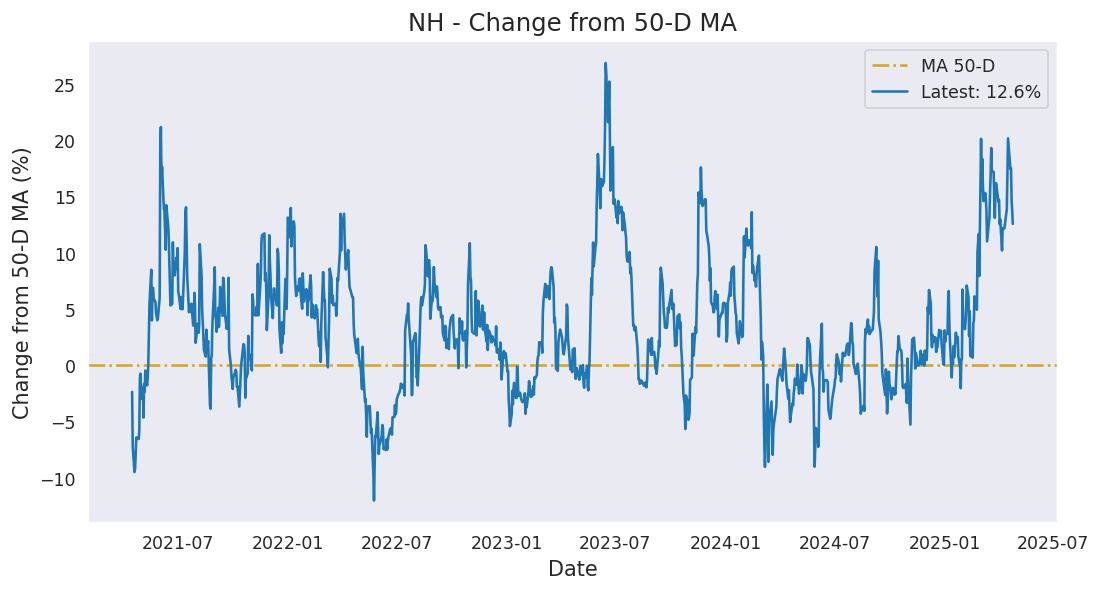 NH - Change from 50-D MA
MA 50-D
Latest: 12.6%
Change from 50-D MA (%)
25
20
15
10
5
0
−5
−10
2021-07 2022-01 2022-07 2023-01 2023-07 2024-01 2024-07 2025-01 2025-07
Date